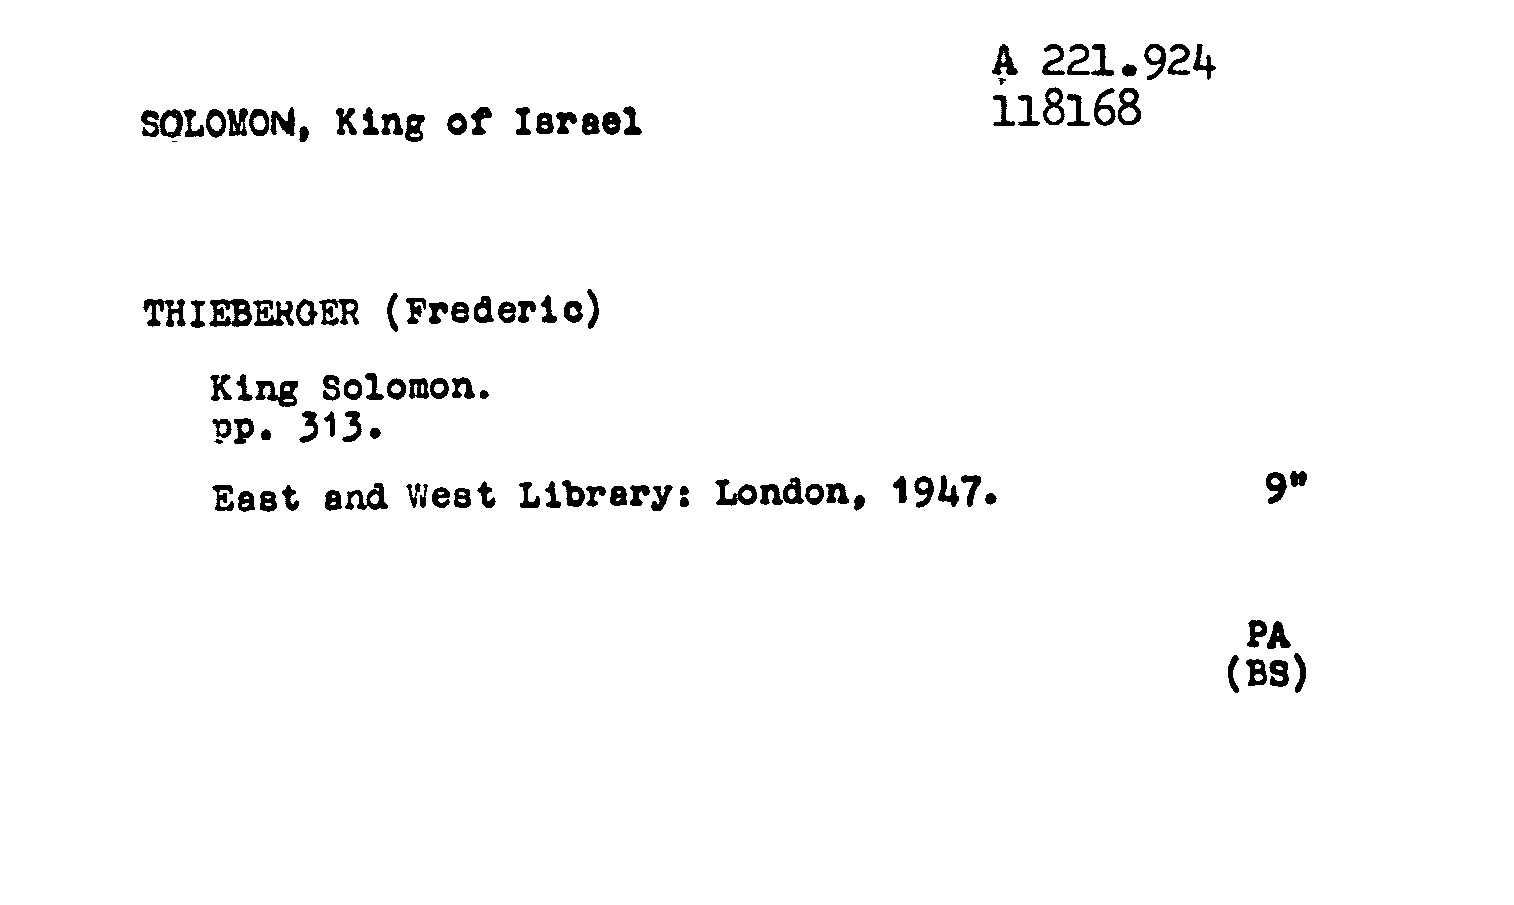 A 221.924
118168
SOLOMON, King of Israel
THIEBERGER (Frederic)
King Solomon.
pp. 313.
East and West Library: London, 1947. 9"
PA
(BS)